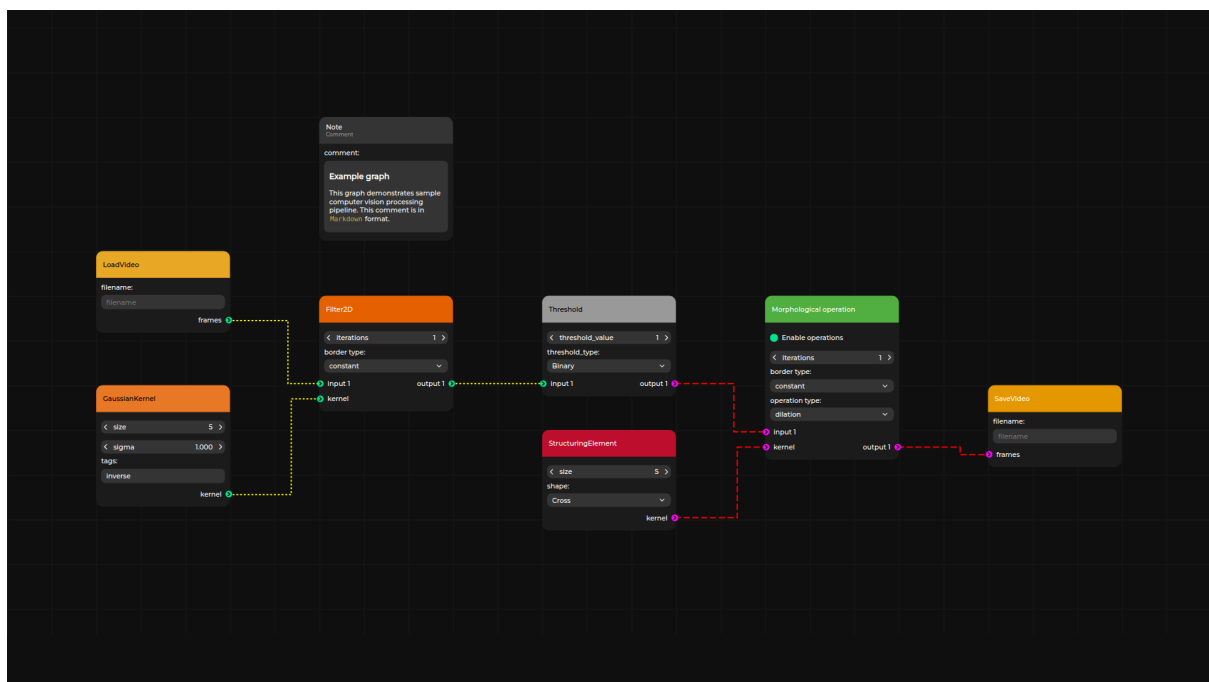 Note
Comment
comment:
Example graph
This graph demonstrates sample
computer vision processing
pipeline. This comment is in
Markdown format.
LoadVideo
filename:
filename
frames
GaussianKernel
size 5
sigma 1.000
tags:
inverse
kernel
Filter2D
iterations 1
border type:
constant
input 1 output 1
kernel
Threshold
threshold_value 1
threshold_type:
Binary
input 1 output 1
StructuringElement
size 5
shape:
Cross
kernel
Morphological operation
Enable operations
iterations 1
border type:
constant
operation type:
dilation
input 1
kernel output 1
SaveVideo
filename:
filename
frames